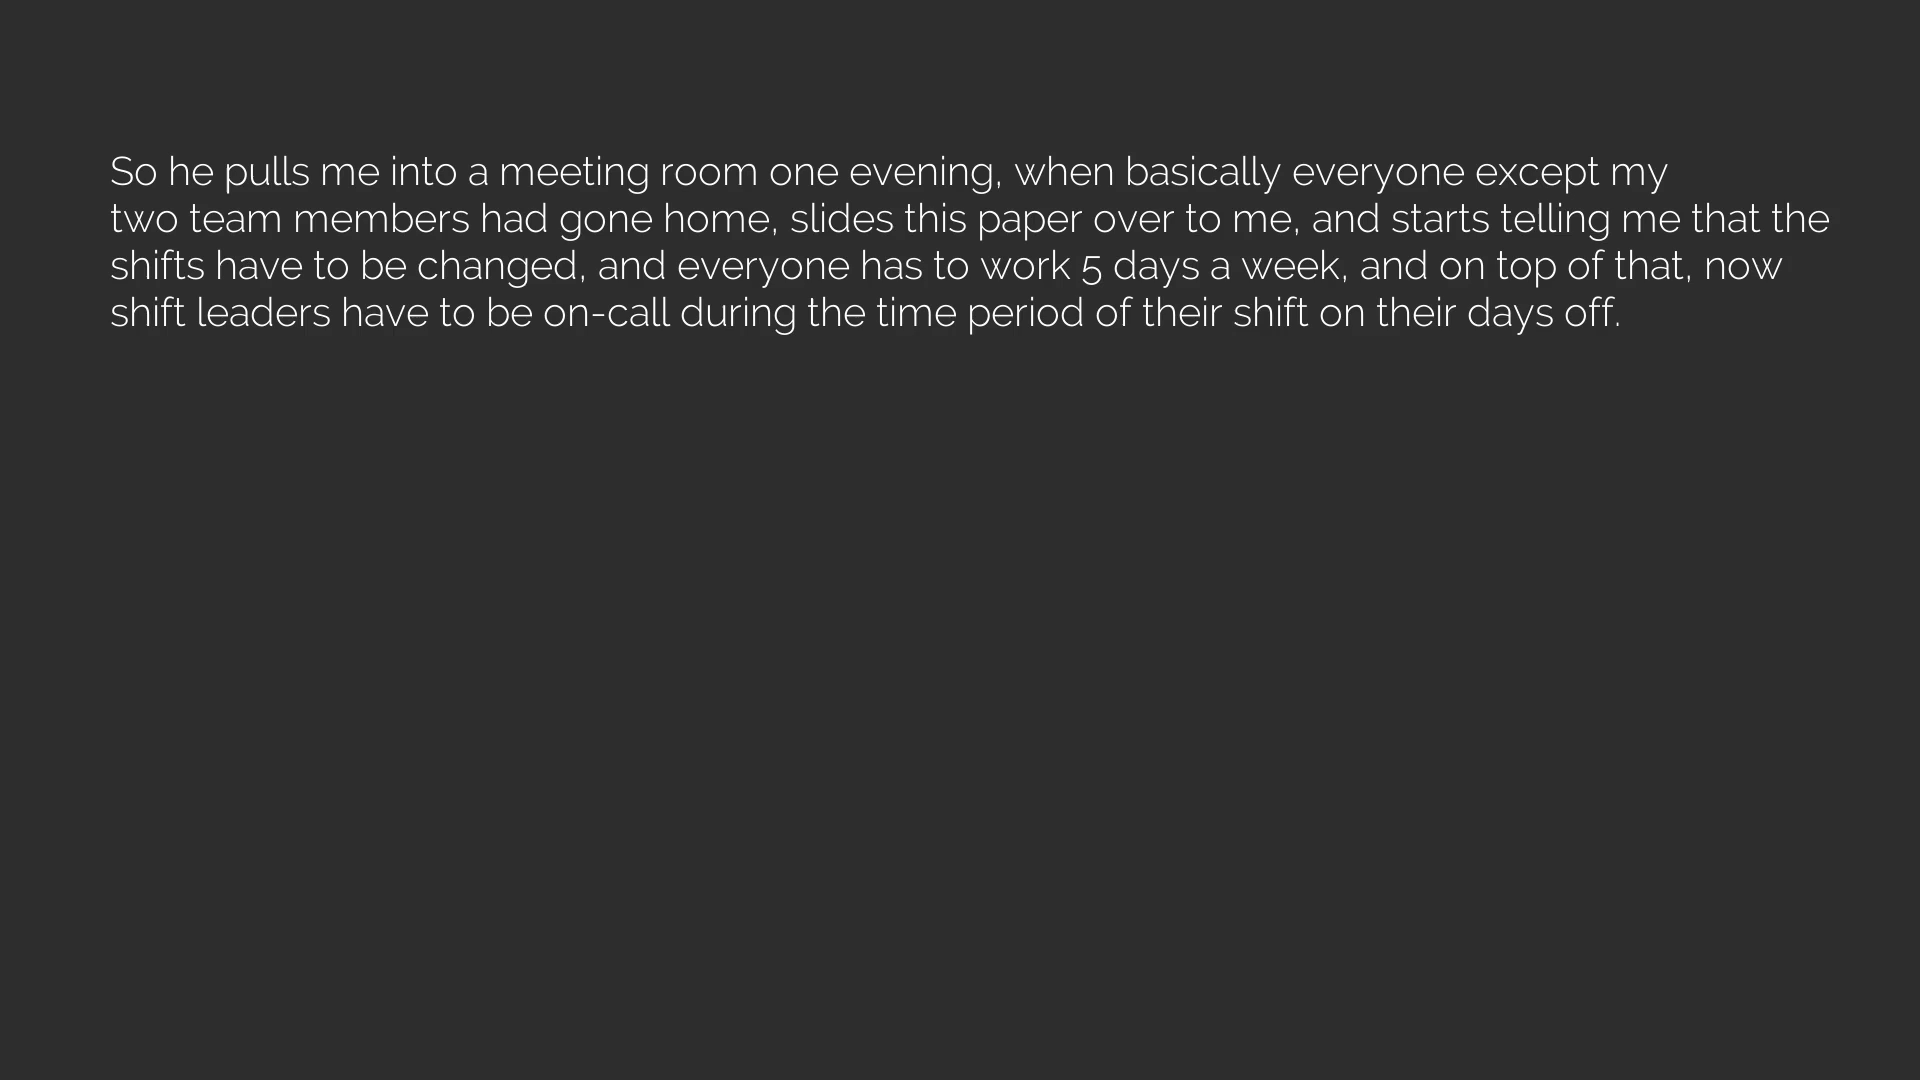 So he pulls me into a meeting room one evening, when basically everyone except my
two team members had gone home, slides this paper over to me, and starts telling me that the
shifts have to be changed, and everyone has to work 5 days a week, and on top of that, now
shift leaders have to be on-call during the time period of their shift on their days off.